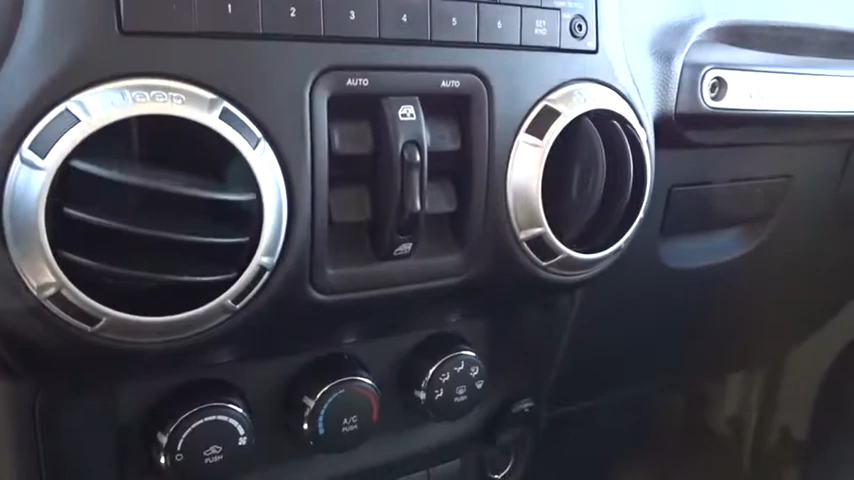 1 2 3 4 5 6 SET RND
Jeep
AUTO AUTO
A/C
PUSH
PUSH
PUSH